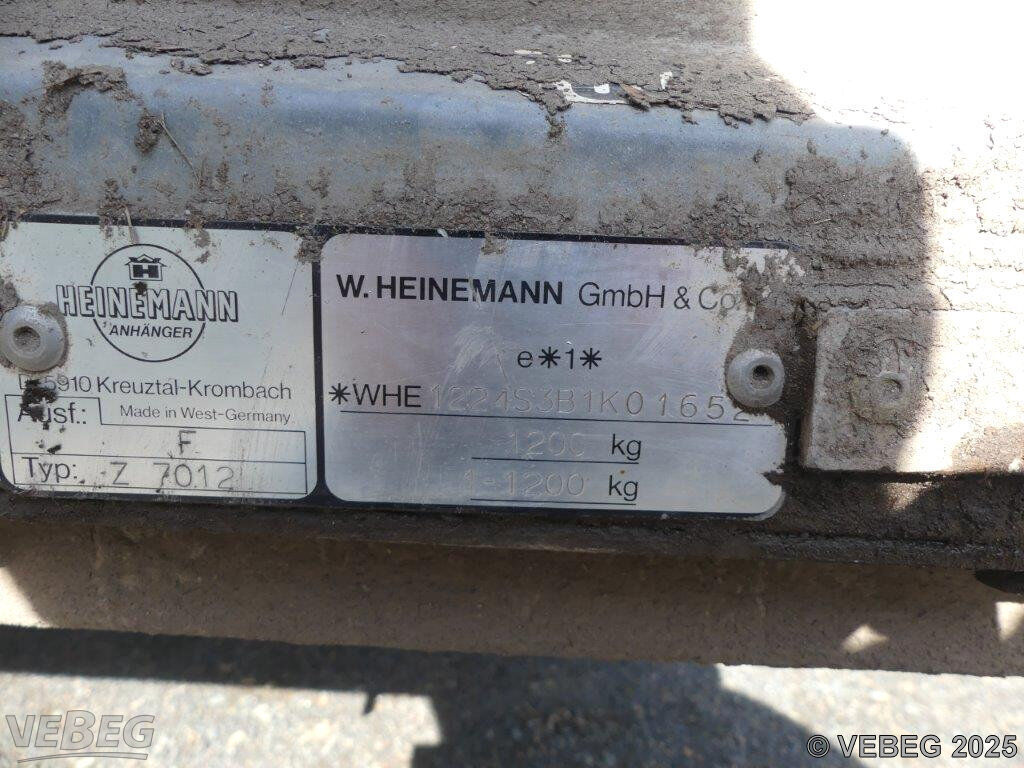 H
HEINEMANN
ANHÄNGER
5910 Kreuztal-Krombach
Made in West-Germany
Ausf.: F
Typ: Z 7012
W. HEINEMANN GmbH & Co.
e*1*
*WHE 1224S3B1K01652
1200 kg
1-1200 kg
VEBEG
© VEBEG 2025